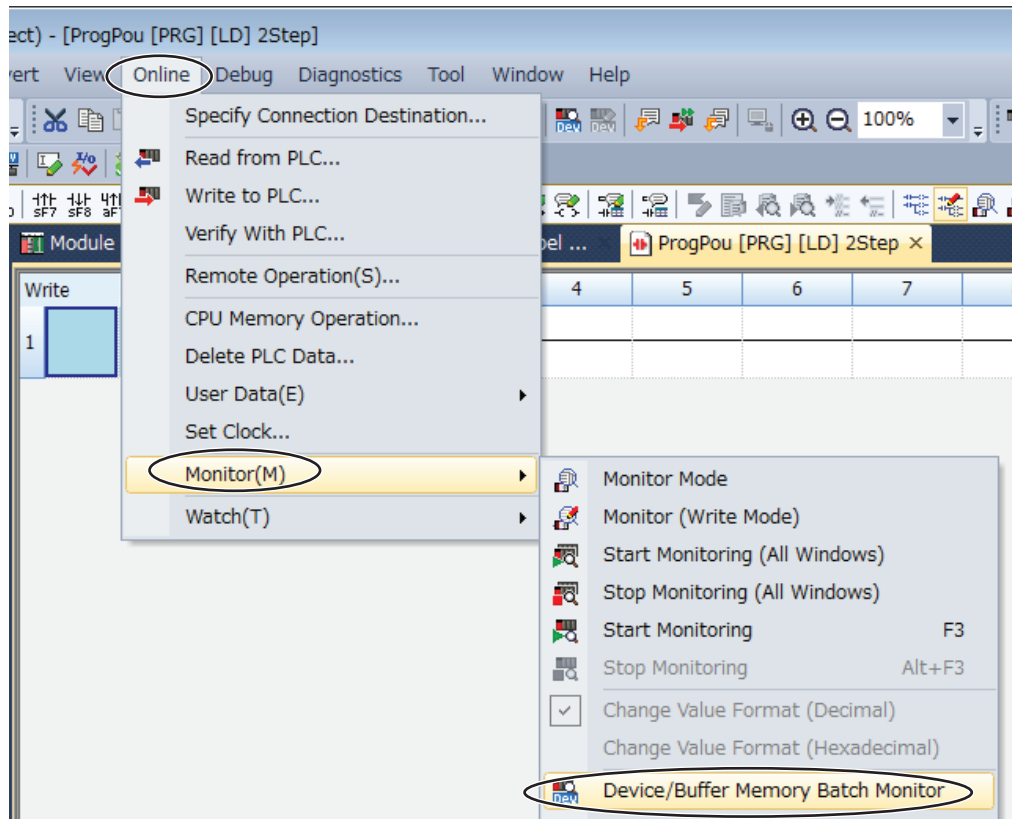 ect) - [ProgPou [PRG] [LD] 2Step]
vert View Online Debug Diagnostics Tool Window Help
Specify Connection Destination...
100%
Read from PLC...
Write to PLC...
sF7 sF8 aF
Verify With PLC...
Module
bel ...
ProgPou [PRG] [LD] 2Step
Write
4 5 6 7
Remote Operation(S)...
1
CPU Memory Operation...
Delete PLC Data...
User Data(E)
Set Clock...
Monitor(M)
Watch(T)
Monitor Mode
Monitor (Write Mode)
Start Monitoring (All Windows)
Stop Monitoring (All Windows)
Start Monitoring F3
Stop Monitoring Alt+F3
Change Value Format (Decimal)
Change Value Format (Hexadecimal)
Device/Buffer Memory Batch Monitor